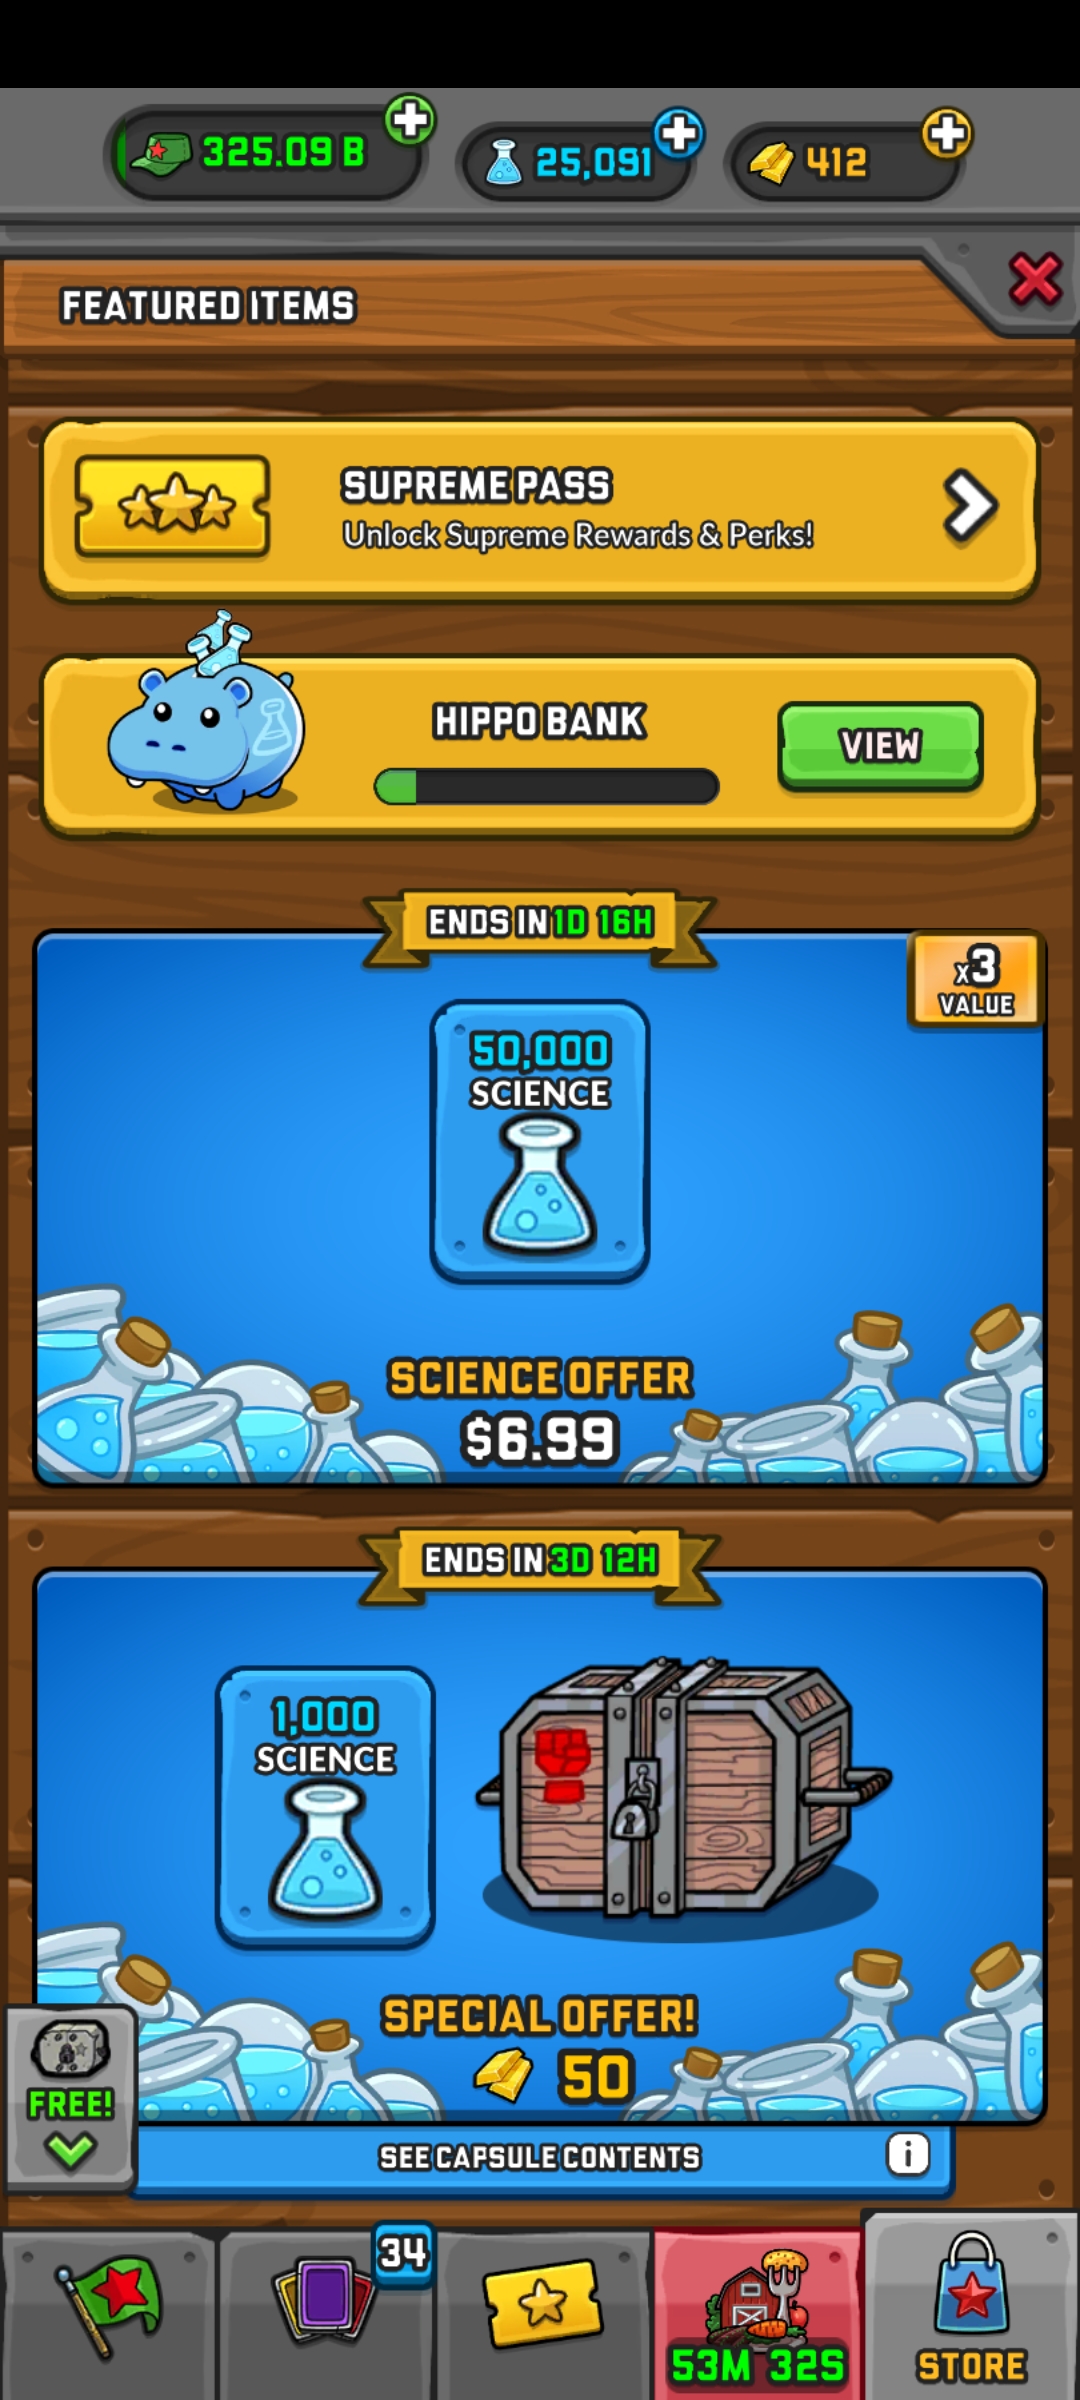 325.09 B
25,091
412
FEATURED ITEMS
SUPREME PASS
Unlock Supreme Rewards & Perks!
HIPPO BANK
VIEW
ENDS IN 1D 16H
x3
VALUE
50,000
SCIENCE
SCIENCE OFFER
$6.99
ENDS IN 3D 12H
1,000
SCIENCE
SPECIAL OFFER!
50
FREE!
SEE CAPSULE CONTENTS
i
34
53M 32S
STORE